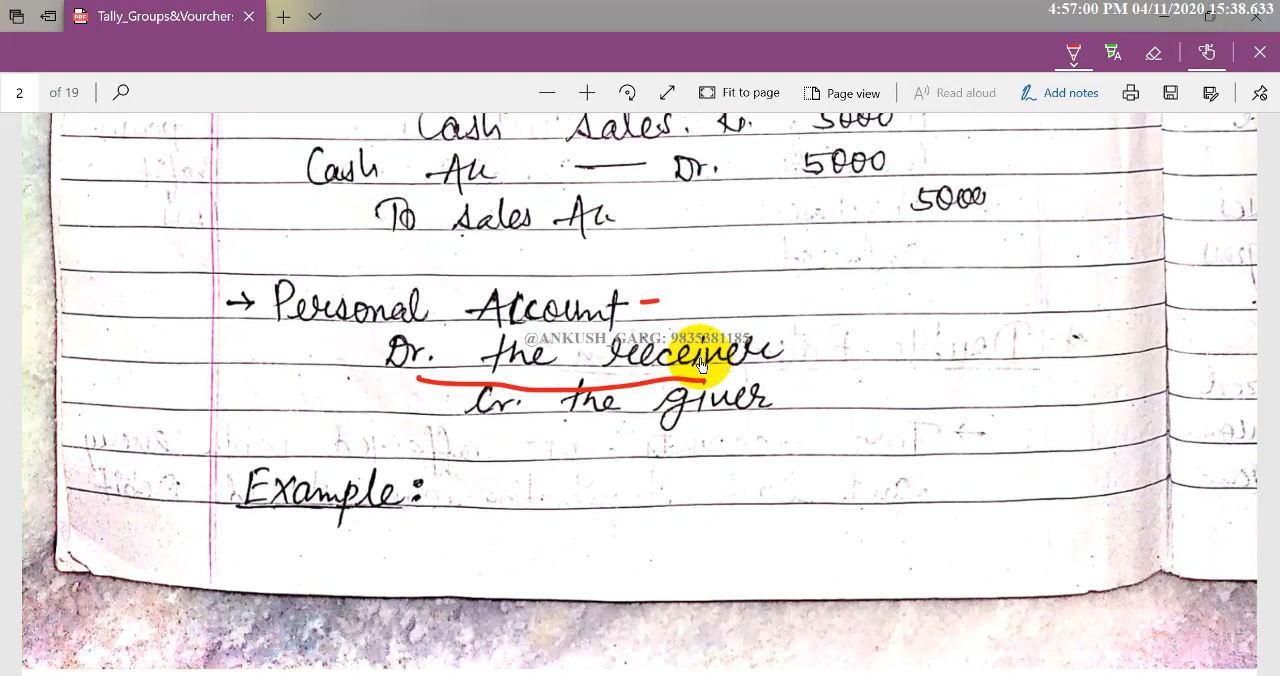 4:57:00 PM 04/11/2020 15.38.633
Tally_Groups&Vourcher
2 of 19
Fit to page
Page view
Read aloud
Add notes
Cash Sales. 5000
Cash A/c — Dr. 5000
To sales A/c 5000
→ Personal Account -
@ANKUSH_GARG: 9835381185
Dr. the receiver
Cr. the giver
Example: